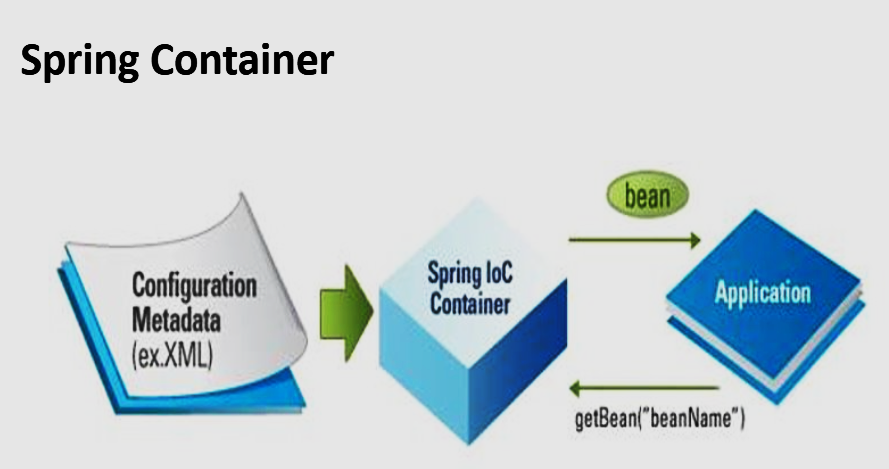 Spring Container
Configuration
Metadata
(ex.XML)
Spring IoC
Container
bean
Application
getBean("beanName")